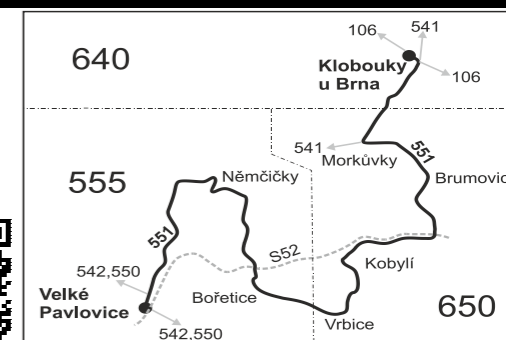 106
541
640
Klobouky
u Brna
106
541
Morkůvky
551
555
Němčičky
Brumovic
551
S52
Kobylí
542,550
Bořetice
Velké
Pavlovice
650
Vrbice
542,550